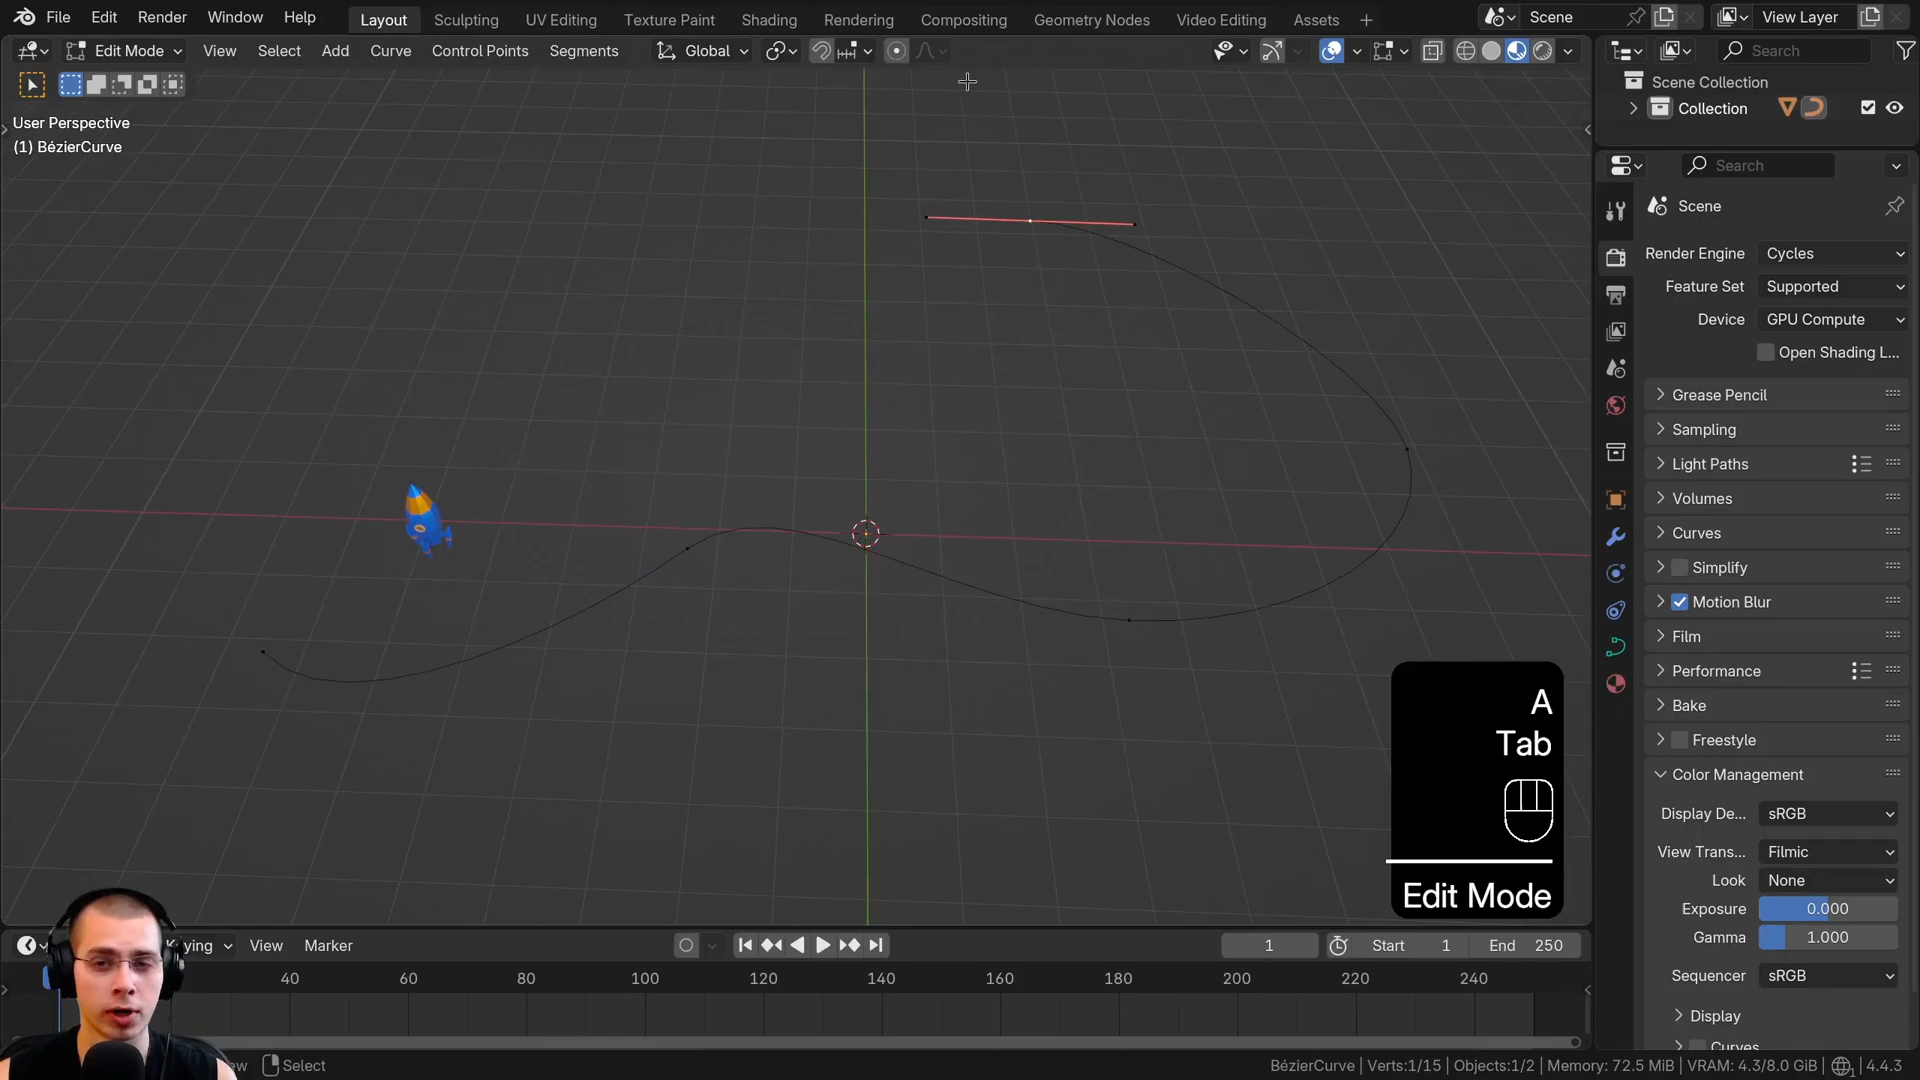 File Edit Render Window Help Layout Sculpting UV Editing Texture Paint Shading Rendering Compositing Geometry Nodes Video Editing Assets + Scene View Layer
Edit Mode View Select Add Curve Control Points Segments Global Search
User Perspective
(1) BézierCurve
Scene Collection
Collection
Search
Scene
Render Engine Cycles
Feature Set Supported
Device GPU Compute
Open Shading L...
Grease Pencil
Sampling
Light Paths
Volumes
Curves
Simplify
Motion Blur
Film
Performance
Bake
Freestyle
Color Management
Display De... sRGB
View Trans... Filmic
Look None
Exposure 0.000
Gamma 1.000
Sequencer sRGB
Display
Curves
A
Tab
Edit Mode
Keying View Marker 1 Start 1 End 250
40 60 80 100 120 140 160 180 200 220 240
Select BézierCurve | Verts:1/15 | Objects:1/2 | Memory: 72.5 MiB | VRAM: 4.3/8.0 GiB | 4.4.3